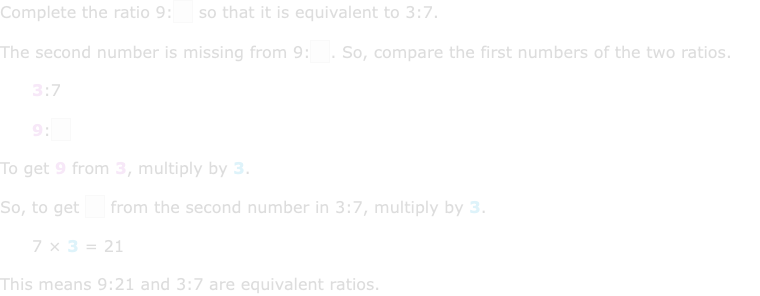 Complete the ratio 9: so that it is equivalent to 3:7.
The second number is missing from 9: . So, compare the first numbers of the two ratios.
3:7
9:
To get 9 from 3, multiply by 3.
So, to get from the second number in 3:7, multiply by 3.
7 × 3 = 21
This means 9:21 and 3:7 are equivalent ratios.